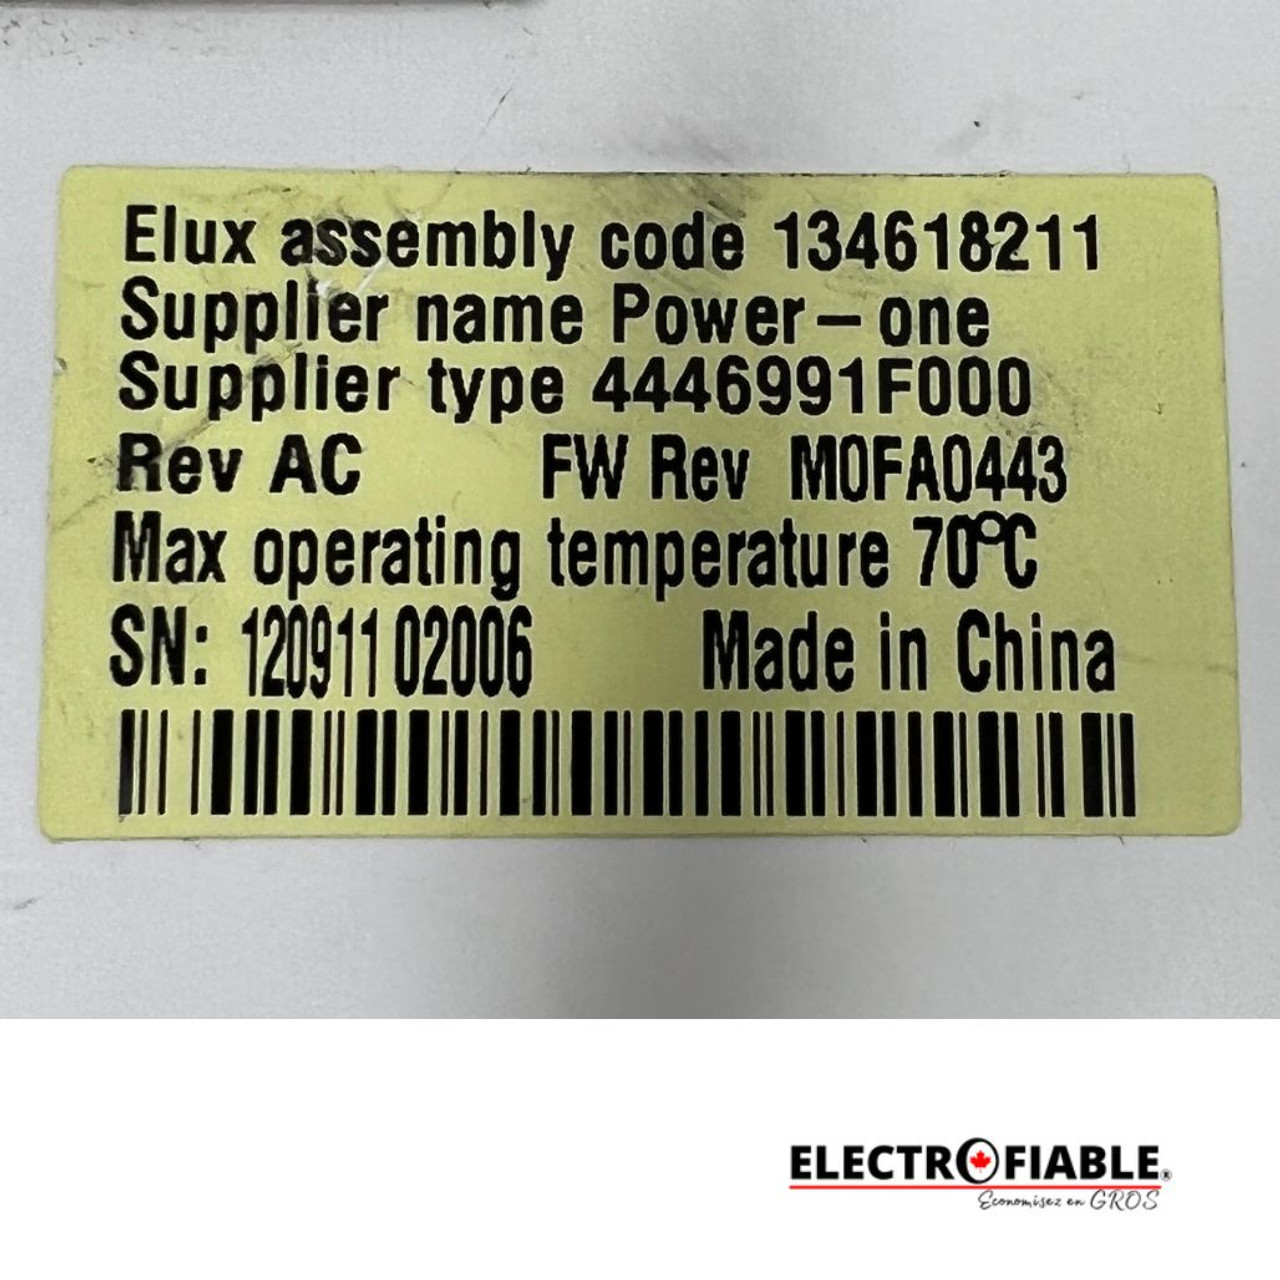 Elux assembly code 134618211
Supplier name Power-one
Supplier type 4446991F000
Rev AC FW Rev M0FA0443
Max operating temperature 70°C
SN: 12091102006 Made in China
ELECTROFIABLE®
Economisez en GROS